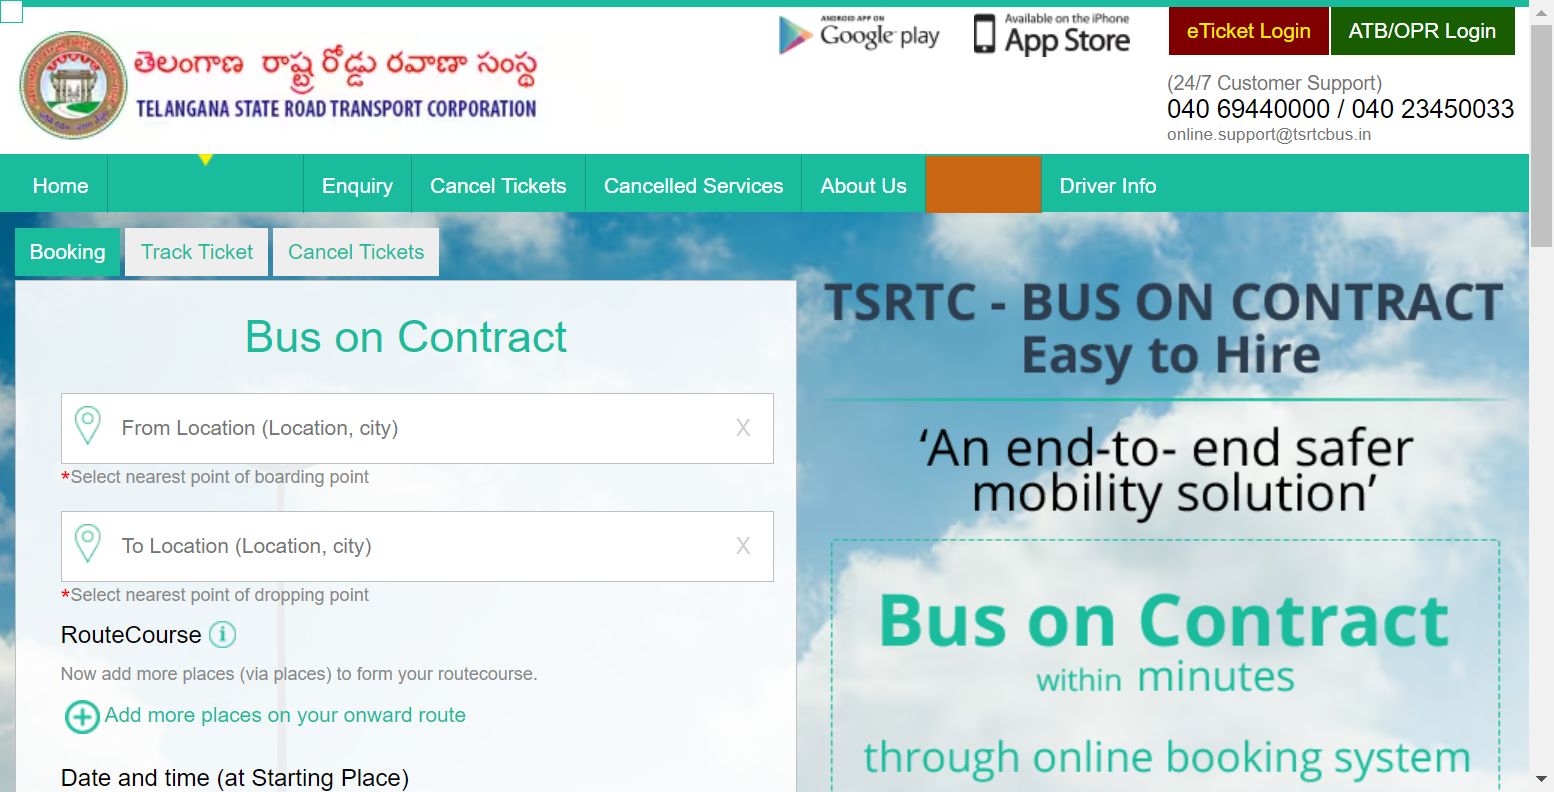 ANDROID APP ON
Google play
Available on the iPhone
App Store
eTicket Login
ATB/OPR Login
తెలంగాణ రాష్ట్ర రోడ్డు రవాణా సంస్థ
TELANGANA STATE ROAD TRANSPORT CORPORATION
(24/7 Customer Support)
040 69440000 / 040 23450033
online.support@tsrtcbus.in
Home
Enquiry
Cancel Tickets
Cancelled Services
About Us
Driver Info
Booking
Track Ticket
Cancel Tickets
Bus on Contract
From Location (Location, city)
X
*Select nearest point of boarding point
To Location (Location, city)
X
*Select nearest point of dropping point
RouteCourse
Now add more places (via places) to form your routecourse.
Add more places on your onward route
Date and time (at Starting Place)
TSRTC - BUS ON CONTRACT
Easy to Hire
‘An end-to- end safer
mobility solution’
Bus on Contract
within minutes
through online booking system